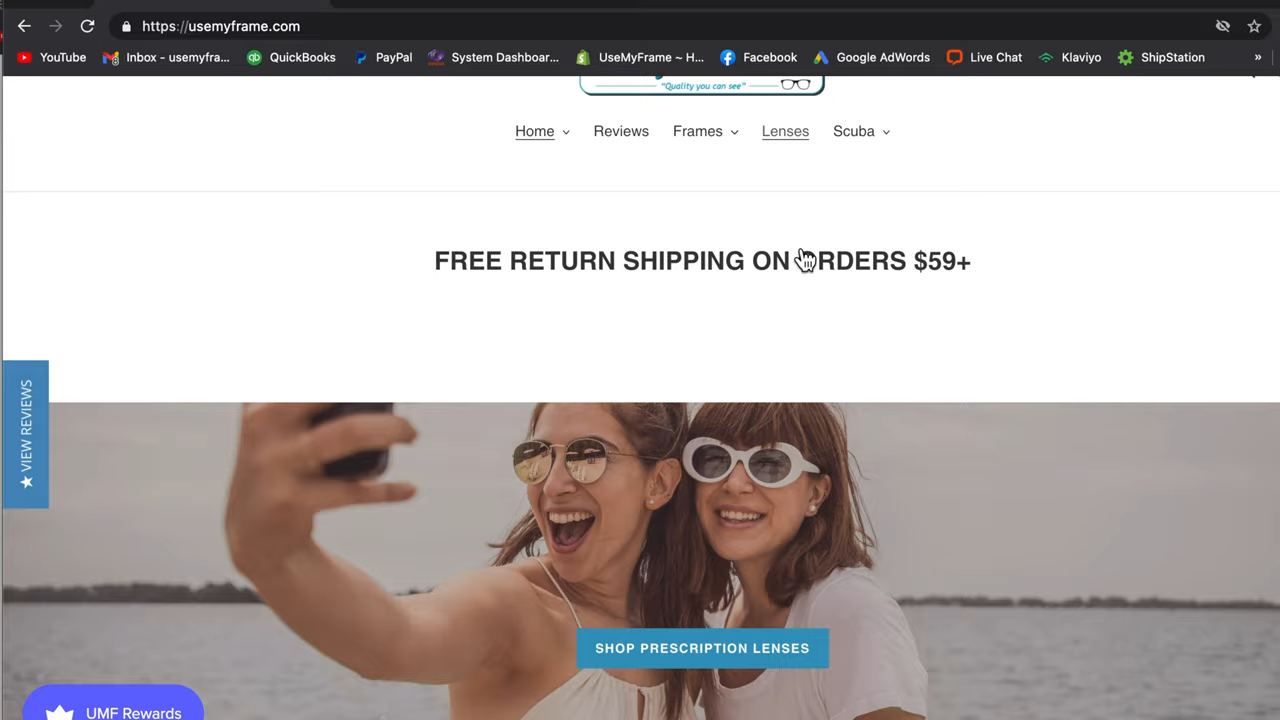 https://usemyframe.com
YouTube Inbox - usemyfra... QuickBooks PayPal System Dashboar... UseMyFrame ~ H... Facebook Google AdWords Live Chat Klaviyo ShipStation »
"Quality you can see"
Home Reviews Frames Lenses Scuba
FREE RETURN SHIPPING ON ORDERS $59+
★ VIEW REVIEWS
SHOP PRESCRIPTION LENSES
UMF Rewards